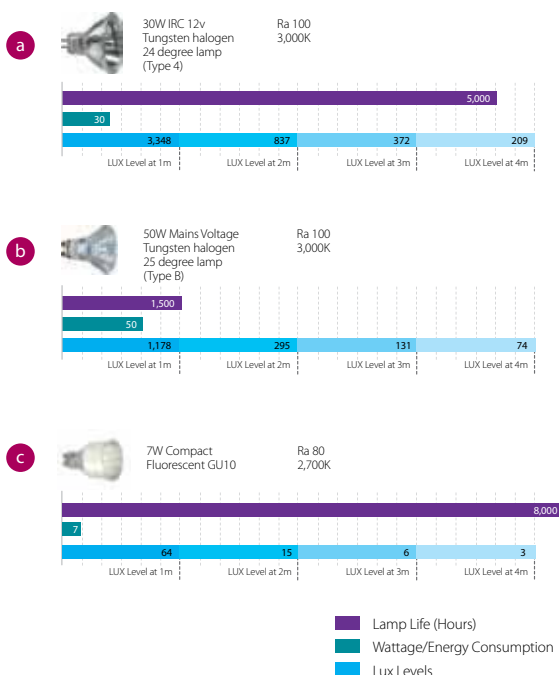 a
30W IRC 12v
Tungsten halogen
24 degree lamp
(Type 4)
Ra 100
3,000K
5,000
30
3,348
837
372
209
LUX Level at 1m
LUX Level at 2m
LUX Level at 3m
LUX Level at 4m
b
50W Mains Voltage
Tungsten halogen
25 degree lamp
(Type B)
Ra 100
3,000K
1,500
50
1,178
295
131
74
LUX Level at 1m
LUX Level at 2m
LUX Level at 3m
LUX Level at 4m
c
7W Compact
Fluorescent GU10
Ra 80
2,700K
8,000
7
64
15
6
3
LUX Level at 1m
LUX Level at 2m
LUX Level at 3m
LUX Level at 4m
Lamp Life (Hours)
Wattage/Energy Consumption
Lux Levels